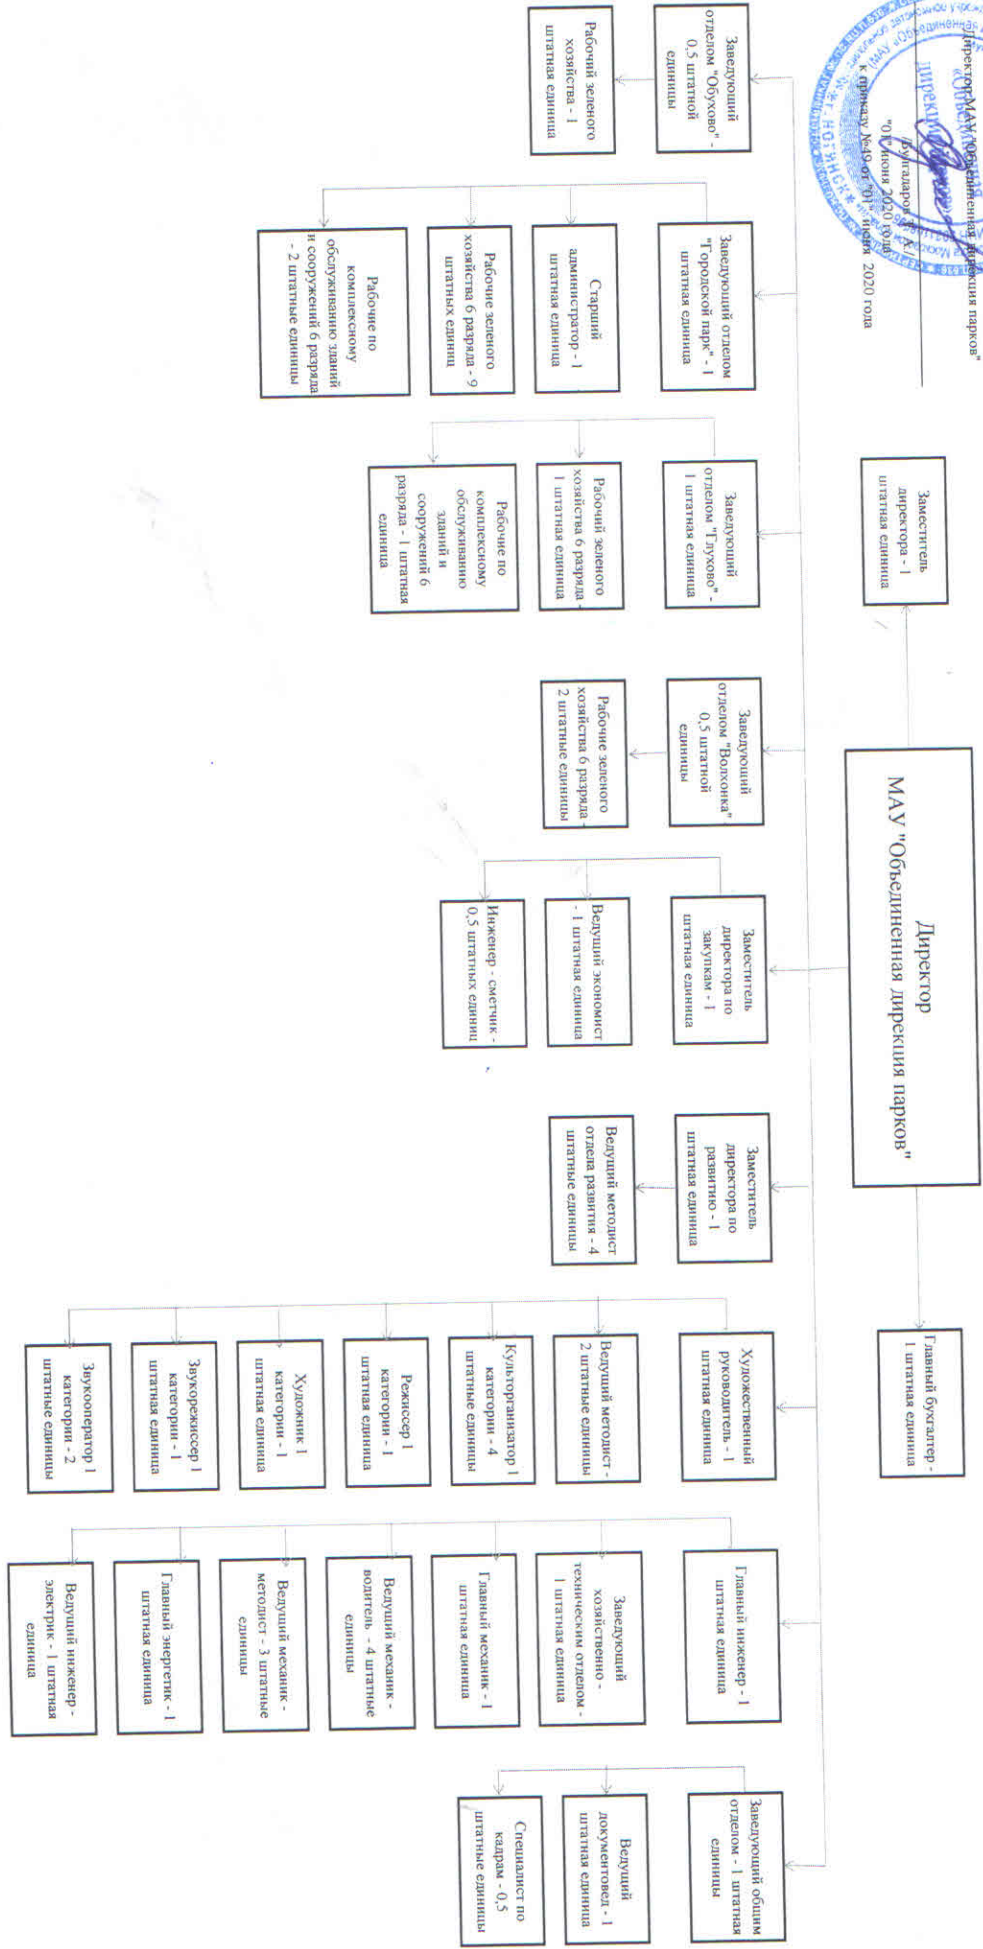 Директор МАУ "Объединенная дирекция парков"
"01" июня 2020 года
к приказу №49 от "01" июня 2020 года
Г. НОГИНСК
Директор
МАУ "Объединенная дирекция парков"
Заместитель
директора - 1
штатная единица
Главный бухгалтер -
1 штатная единица
Заведующий
отделом "Обухово" -
0,5 штатной
единицы
Рабочий зеленого
хозяйства - 1
штатная единица
Заведующий отделом
"Городской парк" - 1
штатная единица
Старший
администратор - 1
штатная единица
Рабочие зеленого
хозяйства 6 разряда - 9
штатных единиц
Рабочие по
комплексному
обслуживанию зданий
и сооружений 6 разряда
- 2 штатные единицы
Заведующий
отделом "Глухово" -
1 штатная единица
Рабочий зеленого
хозяйства 6 разряда -
1 штатная единица
Рабочие по
комплексному
обслуживанию
зданий и
сооружений 6
разряда - 1 штатная
единица
Заведующий
отделом "Волхонка"
0,5 штатной
единицы
Рабочие зеленого
хозяйства 6 разряда -
2 штатные единицы
Заместитель
директора по
закупкам - 1
штатная единица
Ведущий экономист
- 1 штатная единица
Инженер - сметчик -
0,5 штатных единиц
Заместитель
директора по
развитию - 1
штатная единица
Ведущий методист
отдела развития - 4
штатные единицы
Художественный
руководитель - 1
штатная единица
Ведущий методист -
2 штатные единицы
Культорганизатор 1
категории - 4
штатные единицы
Режиссер 1
категории - 1
штатная единица
Художник 1
категории - 1
штатная единица
Звукорежиссер 1
категории - 1
штатная единица
Звукооператор 1
категории - 2
штатные единицы
Главный инженер - 1
штатная единица
Заведующий
хозяйственно -
техническим отделом -
1 штатная единица
Главный механик - 1
штатная единица
Ведущий механик -
водитель - 4 штатные
единицы
Ведущий механик -
методист - 3 штатные
единицы
Главный энергетик - 1
штатная единица
Ведущий инженер -
электрик - 1 штатная
единица
Заведующий общим
отделом - 1 штатная
единицы
Ведущий
документовед - 1
штатная единица
Специалист по
кадрам - 0,5
штатные единицы